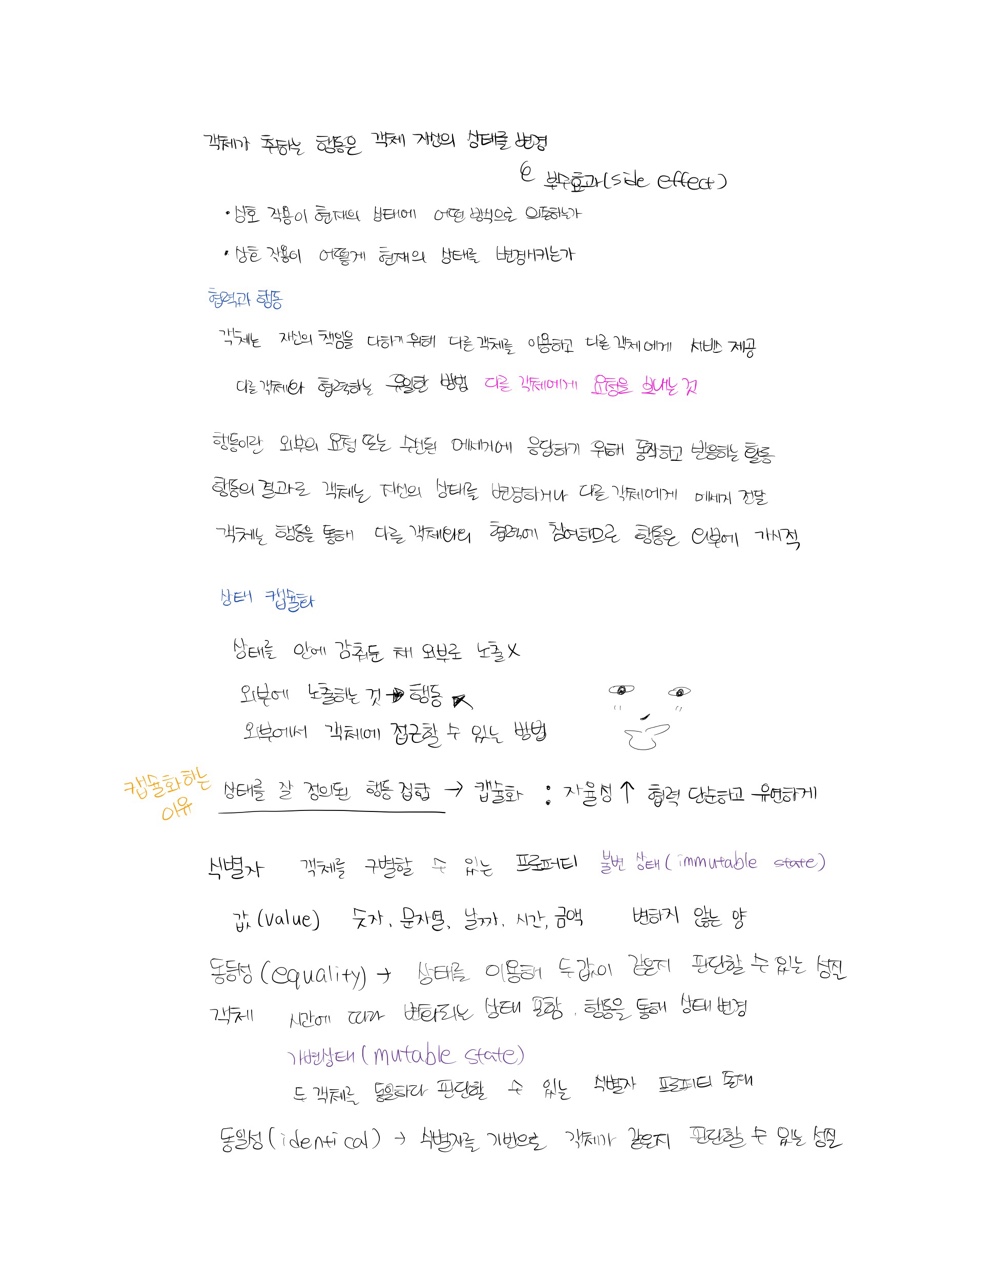 객체가 취하는 행동은 객체 자신의 상태를 변경
부수효과(side effect)
· 상호 작용이 현재의 상태에 어떤 방식으로 의존하는가
· 상호 작용이 어떻게 현재의 상태를 변경시키는가
협력과 행동
객체는 자신의 책임을 다하기 위해 다른 객체를 이용하고 다른 객체에게 서비스 제공
다른 객체와 협력하는 유일한 방법 다른 객체에게 요청을 보내는 것
행동이란 외부의 요청 또는 수신된 메세지에 응답하기 위해 동작하고 반응하는 활동
행동의 결과로 객체는 자신의 상태를 변경하거나 다른 객체에게 메세지 전달
객체는 행동을 통해 다른 객체와의 협력에 참여하므로 행동은 외부에 가시적
상태 캡슐화
상태를 안에 감춰둔 채 외부로 노출 X
외부에 노출하는 것 → 행동
외부에서 객체에 접근할 수 있는 방법
캡슐화 하는 이유
상태를 잘 정의된 행동 집합 → 캡슐화 : 자율성 ↑ 협력 단순하고 유연하게
식별자 객체를 구별할 수 있는 프로퍼티 불변 상태(immutable state)
값(value) 숫자, 문자열, 날짜, 시간, 금액 변하지 않는 양
동등성(equality) → 상태를 이용해 두 값이 같은지 판단할 수 있는 성질
객체 시간에 따라 변화되는 상태 포함, 행동을 통해 상태 변경
가변상태(mutable state)
두 객체를 동일하다 판단할 수 있는 식별자 프로퍼티 존재
동일성(identical) → 식별자를 기반으로 객체가 같은지 판단할 수 있는 성질